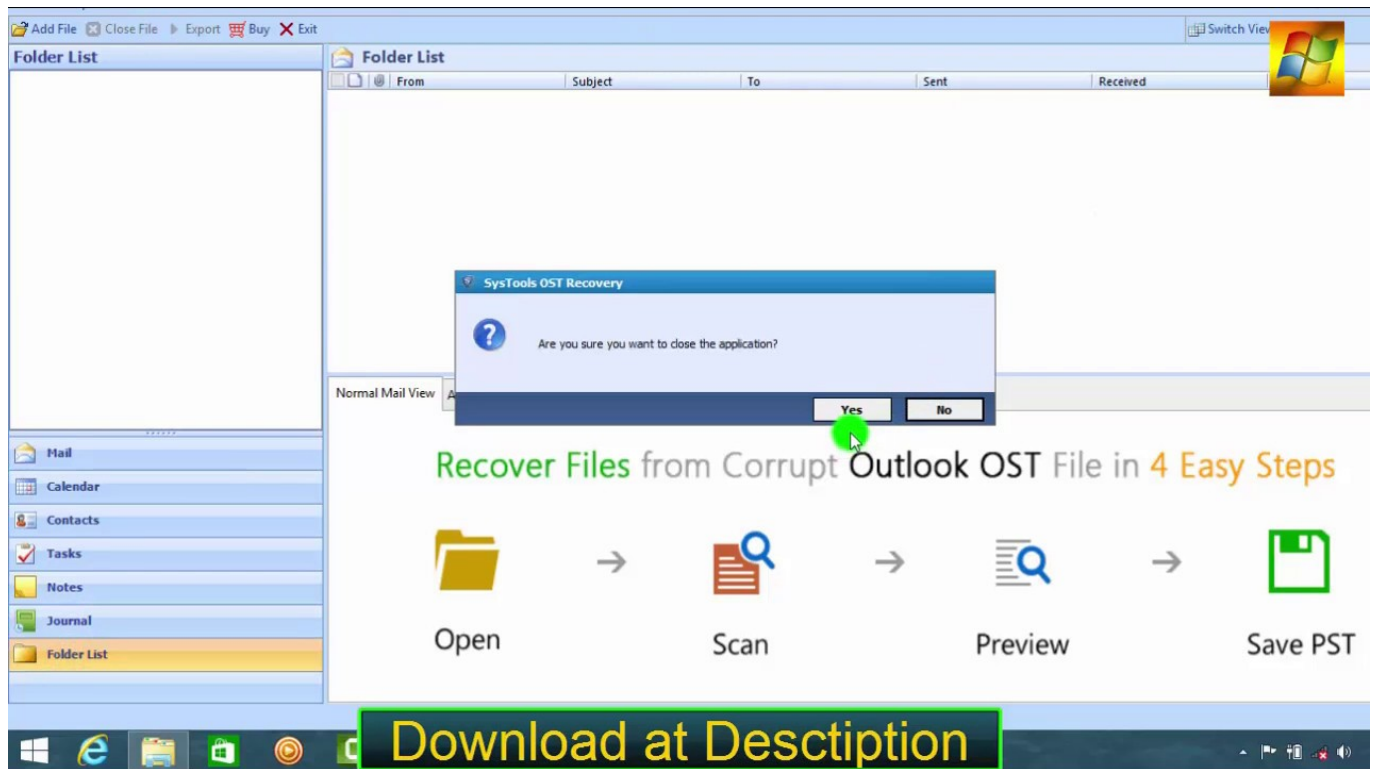 Add File Close File Export Buy Exit
Switch View
Folder List
Folder List
From Subject To Sent Received
SysTools OST Recovery
Are you sure you want to close the application?
Yes No
Normal Mail View
Mail
Calendar
Contacts
Tasks
Notes
Journal
Folder List
Recover Files from Corrupt Outlook OST File in 4 Easy Steps
Open Scan Preview Save PST
Download at Desctiption